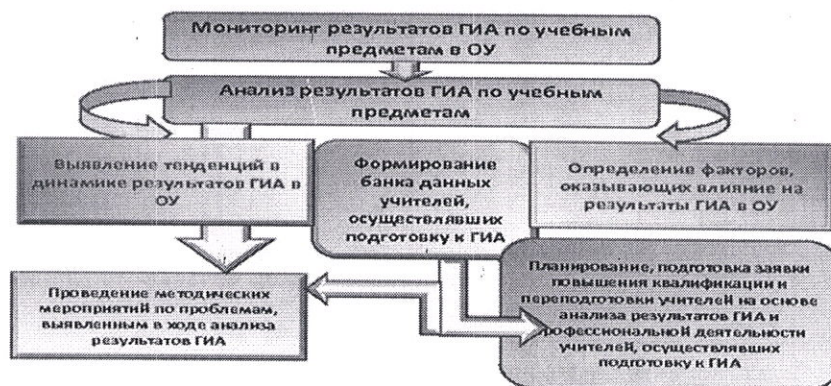 Мониторинг результатов ГИА по учебным
предметам в ОУ
Анализ результатов ГИА по учебным
предметам
Выявление тенденций в
динамике результатов ГИА в
ОУ
Формирование
банка данных
учителей,
осуществлявших
подготовку к ГИА
Определение факторов,
оказывающих влияние на
результаты ГИА в ОУ
Проведение методических
мероприятий по проблемам,
выявленным в ходе анализа
результатов ГИА
Планирование, подготовка заявки
повышения квалификации и
переподготовки учителей на основе
анализа результатов ГИА и
профессиональной деятельности
учителей, осуществлявших
подготовку к ГИА